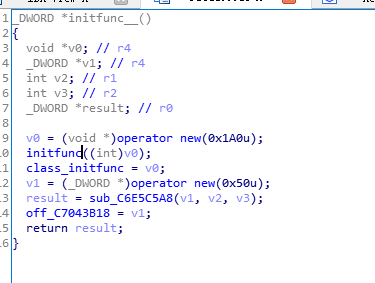 1 _DWORD *initfunc__()
2 {
3 void *v0; // r4
4 _DWORD *v1; // r4
5 int v2; // r1
6 int v3; // r2
7 _DWORD *result; // r0
8
9 v0 = (void *)operator new(0x1A0u);
10 initfunc((int)v0);
11 class_initfunc = v0;
12 v1 = (_DWORD *)operator new(0x50u);
13 result = sub_C6E5C5A8(v1, v2, v3);
14 off_C7043B18 = v1;
15 return result;
16 }